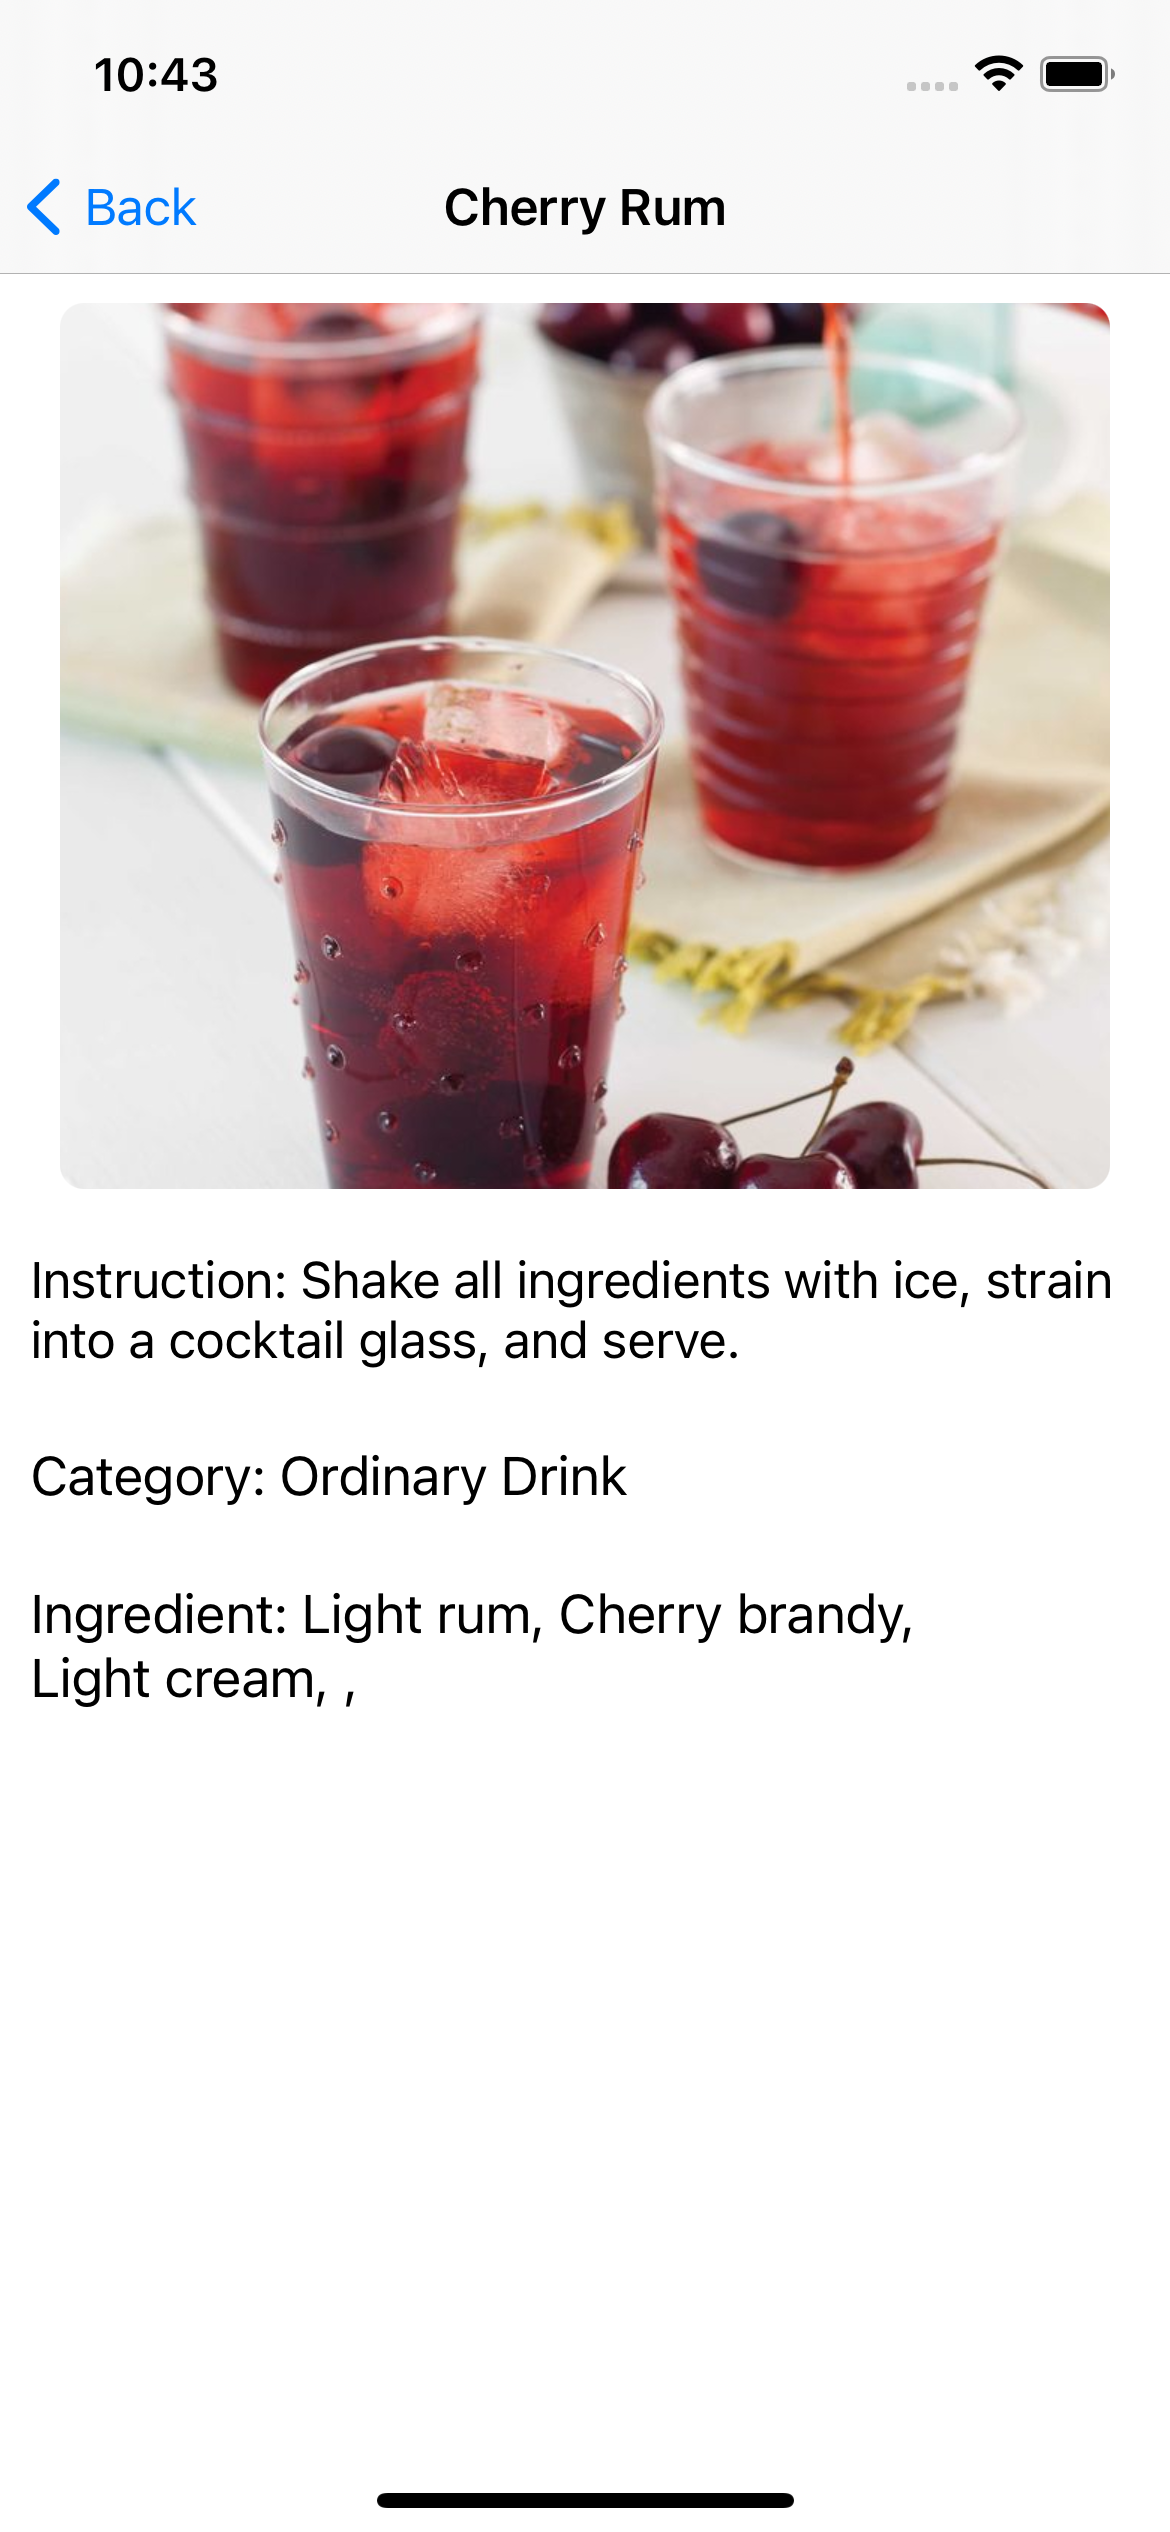 10:43
Back
Cherry Rum
Instruction: Shake all ingredients with ice, strain
into a cocktail glass, and serve.
Category: Ordinary Drink
Ingredient: Light rum, Cherry brandy,
Light cream, ,